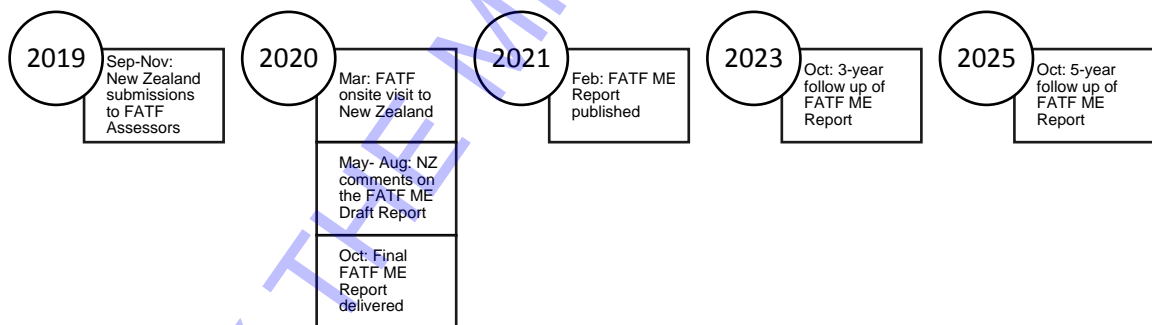 2019
Sep-Nov:
New Zealand
submissions
to FATF
Assessors
2020
Mar: FATF
onsite visit to
New Zealand
May- Aug: NZ
comments on
the FATF ME
Draft Report
Oct: Final
FATF ME
Report
delivered
2021
Feb: FATF ME
Report
published
2023
Oct: 3-year
follow up of
FATF ME
Report
2025
Oct: 5-year
follow up of
FATF ME
Report
THE M